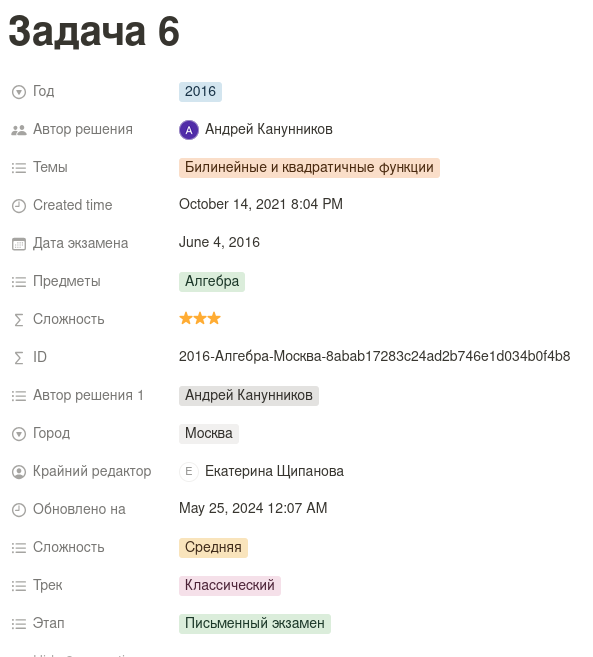 Задача 6
Год 2016
Автор решения А Андрей Канунников
Темы Билинейные и квадратичные функции
Created time October 14, 2021 8:04 PM
Дата экзамена June 4, 2016
Предметы Алгебра
Сложность ⭐⭐⭐
ID 2016-Алгебра-Москва-8abab17283c24ad2b746e1d034b0f4b8
Автор решения 1 Андрей Канунников
Город Москва
Крайний редактор Е Екатерина Щипанова
Обновлено на May 25, 2024 12:07 AM
Сложность Средняя
Трек Классический
Этап Письменный экзамен